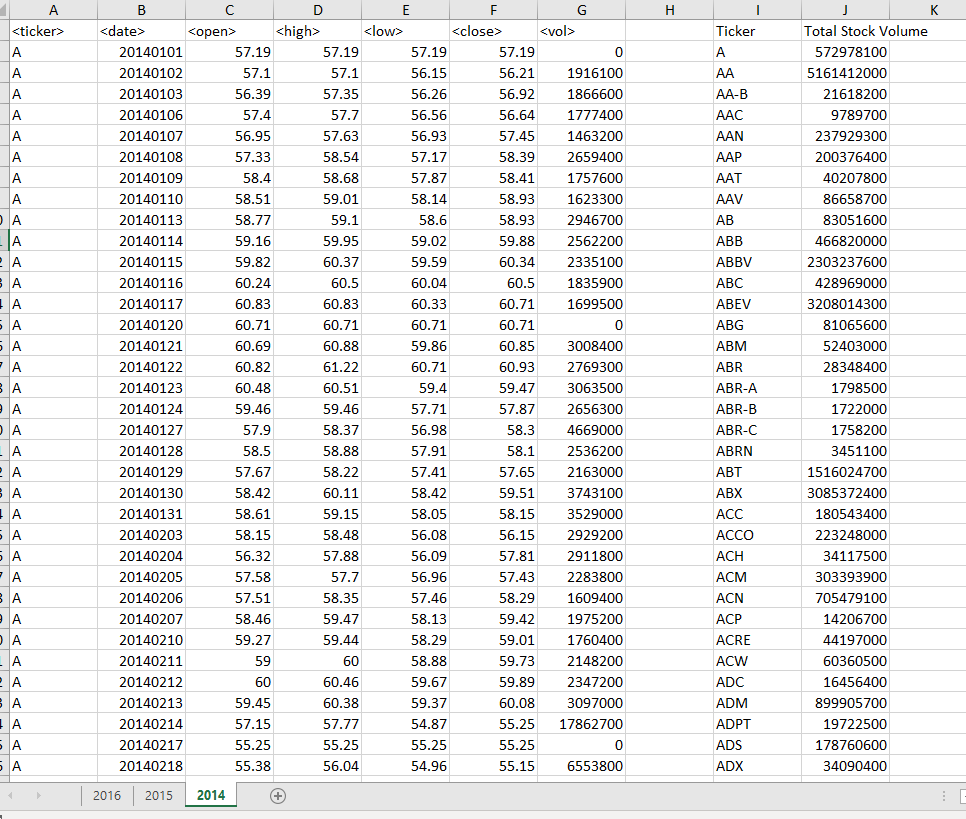 A B C D E F G H I J K
<ticker> <date> <open> <high> <low> <close> <vol> Ticker Total Stock Volume
A 20140101 57.19 57.19 57.19 57.19 0 A 572978100
A 20140102 57.1 57.1 56.15 56.21 1916100 AA 5161412000
A 20140103 56.39 57.35 56.26 56.92 1866600 AA-B 21618200
A 20140106 57.4 57.7 56.56 56.64 1777400 AAC 9789700
A 20140107 56.95 57.63 56.93 57.45 1463200 AAN 237929300
A 20140108 57.33 58.54 57.17 58.39 2659400 AAP 200376400
A 20140109 58.4 58.68 57.87 58.41 1757600 AAT 40207800
A 20140110 58.51 59.01 58.14 58.93 1623300 AAV 86658700
A 20140113 58.77 59.1 58.6 58.93 2946700 AB 83051600
A 20140114 59.16 59.95 59.02 59.88 2562200 ABB 466820000
A 20140115 59.82 60.37 59.59 60.34 2335100 ABBV 2303237600
A 20140116 60.24 60.5 60.04 60.5 1835900 ABC 428969000
A 20140117 60.83 60.83 60.33 60.71 1699500 ABEV 3208014300
A 20140120 60.71 60.71 60.71 60.71 0 ABG 81065600
A 20140121 60.69 60.88 59.86 60.85 3008400 ABM 52403000
A 20140122 60.82 61.22 60.71 60.93 2769300 ABR 28348400
A 20140123 60.48 60.51 59.4 59.47 3063500 ABR-A 1798500
A 20140124 59.46 59.46 57.71 57.87 2656300 ABR-B 1722000
A 20140127 57.9 58.37 56.98 58.3 4669000 ABR-C 1758200
A 20140128 58.5 58.88 57.91 58.1 2536200 ABRN 3451100
A 20140129 57.67 58.22 57.41 57.65 2163000 ABT 1516024700
A 20140130 58.42 60.11 58.42 59.51 3743100 ABX 3085372400
A 20140131 58.61 59.15 58.05 58.15 3529000 ACC 180543400
A 20140203 58.15 58.48 56.08 56.15 2929200 ACCO 223248000
A 20140204 56.32 57.88 56.09 57.81 2911800 ACH 34117500
A 20140205 57.58 57.7 56.96 57.43 2283800 ACM 303393900
A 20140206 57.51 58.35 57.46 58.29 1609400 ACN 705479100
A 20140207 58.46 59.47 58.13 59.42 1975200 ACP 14206700
A 20140210 59.27 59.44 58.29 59.01 1760400 ACRE 44197000
A 20140211 59 60 58.88 59.73 2148200 ACW 60360500
A 20140212 60 60.46 59.67 59.89 2347200 ADC 16456400
A 20140213 59.45 60.38 59.37 60.08 3097000 ADM 899905700
A 20140214 57.15 57.77 54.87 55.25 17862700 ADPT 19722500
A 20140217 55.25 55.25 55.25 55.25 0 ADS 178760600
A 20140218 55.38 56.04 54.96 55.15 6553800 ADX 34090400
2016 2015 2014